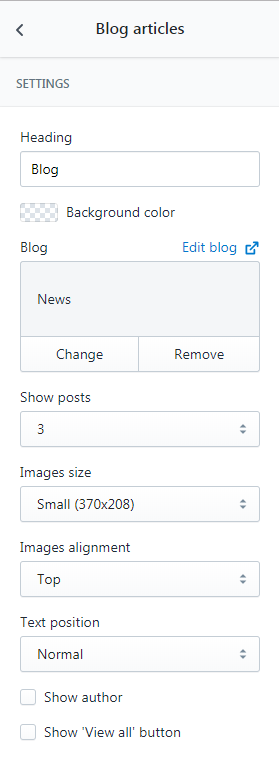 Blog articles
SETTINGS
Heading
Blog
Background color
Blog Edit blog
News
Change Remove
Show posts
3
Images size
Small (370x208)
Images alignment
Top
Text position
Normal
Show author
Show 'View all' button